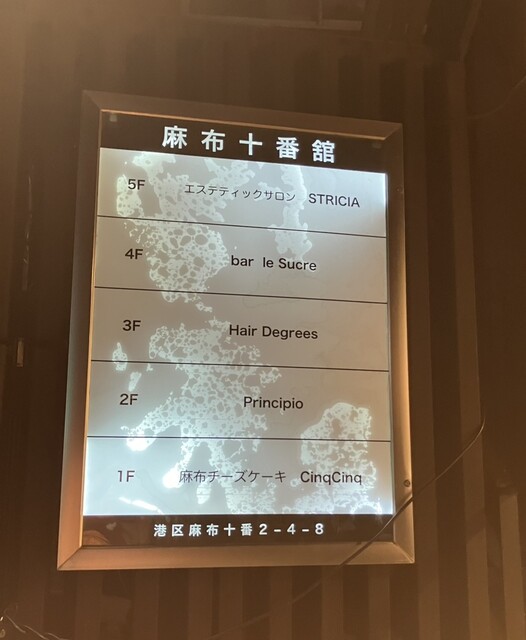 麻布十番舘
5F エステティックサロン STRICIA
4F bar le Sucre
3F Hair Degrees
2F Principio
1F 麻布チーズケーキ CinqCinq
港区麻布十番2-4-8